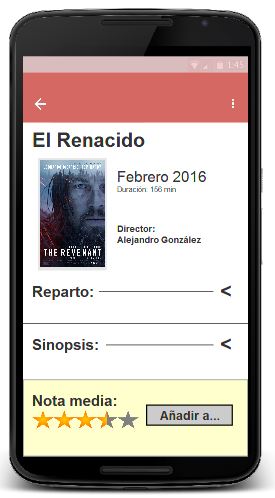 1:45
El Renacido
THE REVENANT
Febrero 2016
Duración: 156 min
Director:
Alejandro González
Reparto: <
Sinopsis: <
Nota media:
Añadir a...